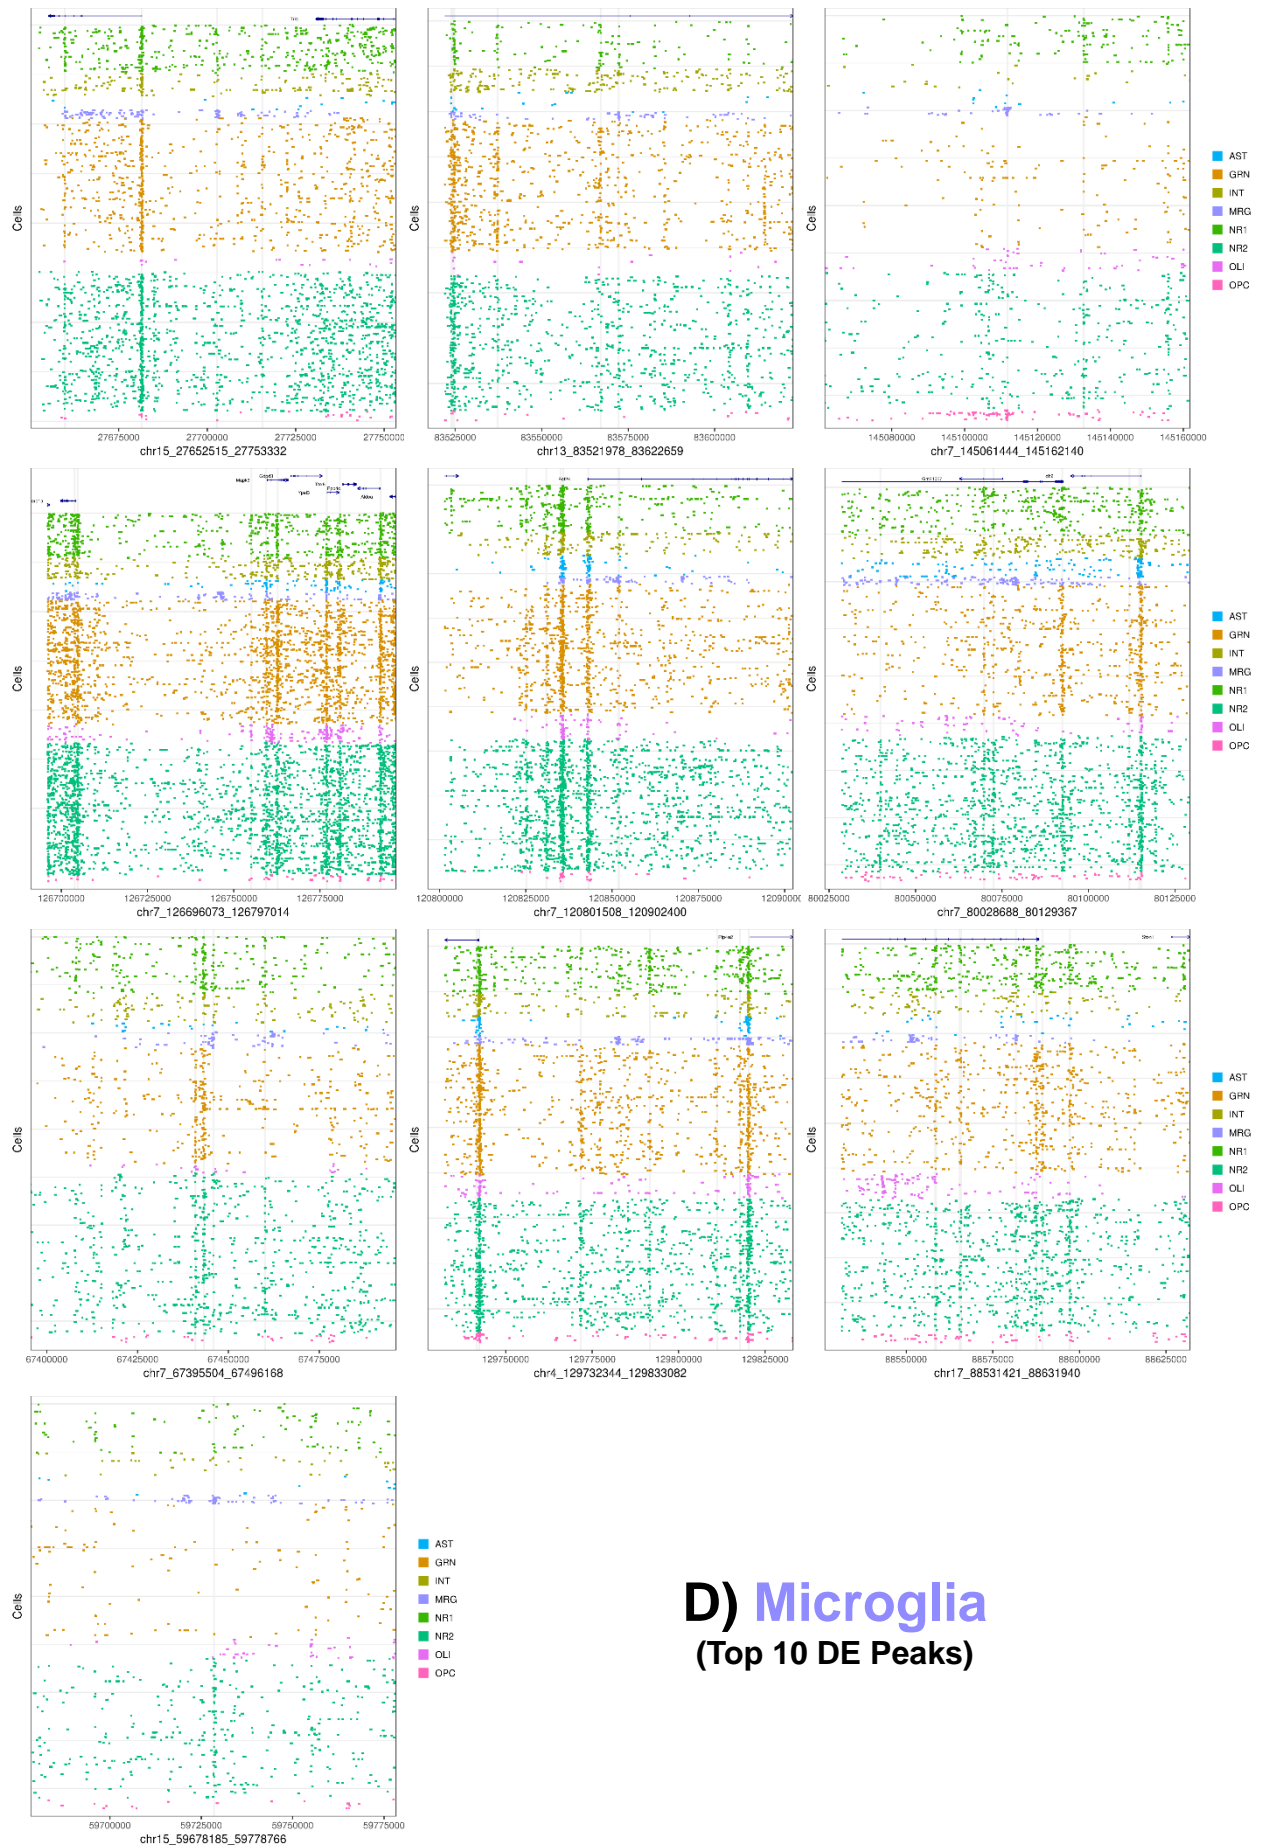 Cells
27675000 27700000 27725000 27750000
chr15_27652515_27753332
83525000 83550000 83575000 83600000
chr13_83521978_83622659
145080000 145100000 145120000 145140000 145160000
chr7_145061444_145162140
AST
GRN
INT
MRG
NR1
NR2
OLI
OPC
Cells
Mapk3
126700000 126725000 126750000 126775000
chr7_126696073_126797014
Cells
120800000 120825000 120850000 120875000 120900000
chr7_120801508_120902400
Cells
80025000 80050000 80075000 80100000 80125000
chr7_80028688_80129367
AST
GRN
INT
MRG
NR1
NR2
OLI
OPC
Cells
67400000 67425000 67450000 67475000
chr7_67395504_67496168
Cells
129750000 129775000 129800000 129825000
chr4_129732344_129833082
Cells
88550000 88575000 88600000 88625000
chr17_88531421_88631940
AST
GRN
INT
MRG
NR1
NR2
OLI
OPC
Cells
59700000 59725000 59750000 59775000
chr15_59678185_59778766
AST
GRN
INT
MRG
NR1
NR2
OLI
OPC
D) Microglia
(Top 10 DE Peaks)